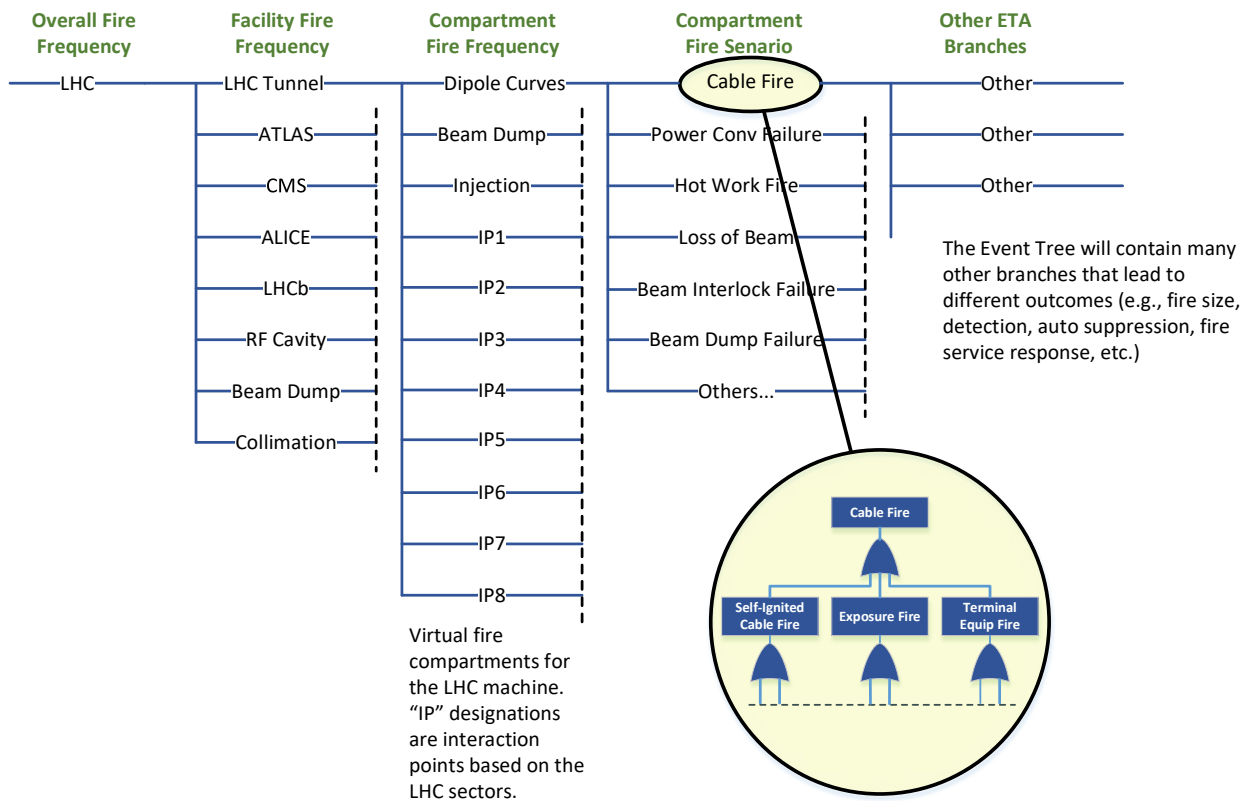 Overall Fire
Frequency
Facility Fire
Frequency
Compartment
Fire Frequency
Compartment
Fire Senario
Other ETA
Branches
LHC
LHC Tunnel
Dipole Curves
Cable Fire
Other
ATLAS
Beam Dump
Power Conv Failure
Other
CMS
Injection
Hot Work Fire
Other
ALICE
IP1
Loss of Beam
LHCb
IP2
Beam Interlock Failure
RF Cavity
IP3
Beam Dump Failure
Beam Dump
IP4
Others...
Collimation
IP5
IP6
IP7
IP8
The Event Tree will contain many
other branches that lead to
different outcomes (e.g., fire size,
detection, auto suppression, fire
service response, etc.)
Virtual fire
compartments for
the LHC machine.
“IP” designations
are interaction
points based on the
LHC sectors.
Cable Fire
Self-Ignited
Cable Fire
Exposure Fire
Terminal
Equip Fire